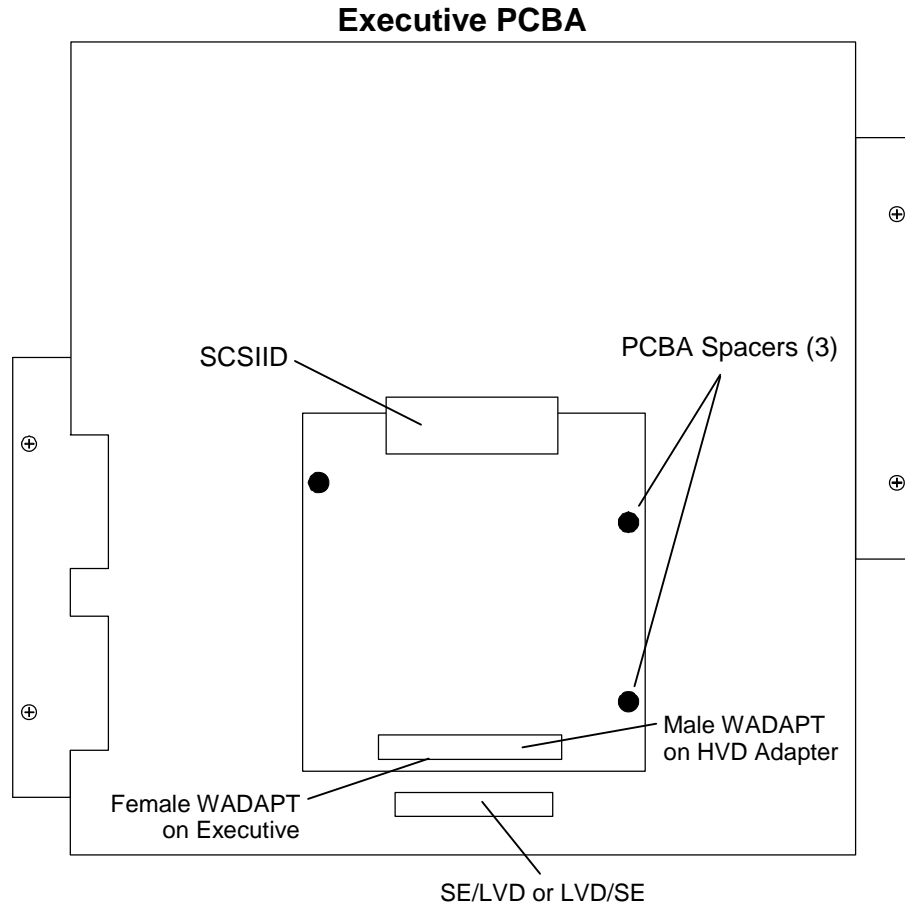 Executive PCBA
SCSIID
PCBA Spacers (3)
Male WADAPT
on HVD Adapter
Female WADAPT
on Executive
SE/LVD or LVD/SE